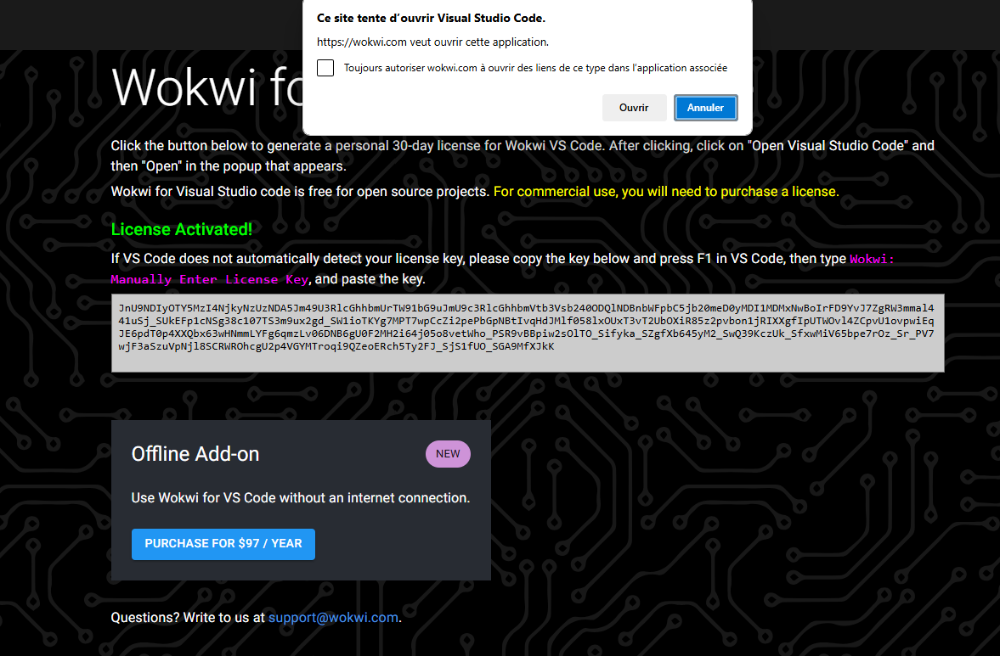 Ce site tente d'ouvrir Visual Studio Code.
https://wokwi.com veut ouvrir cette application.
Toujours autoriser wokwi.com à ouvrir des liens de ce type dans l'application associée
Ouvrir
Annuler
Wokwi fo
Click the button below to generate a personal 30-day license for Wokwi VS Code. After clicking, click on "Open Visual Studio Code" and
then "Open" in the popup that appears.
Wokwi for Visual Studio code is free for open source projects. For commercial use, you will need to purchase a license.
License Activated!
If VS Code does not automatically detect your license key, please copy the key below and press F1 in VS Code, then type Wokwi:
Manually Enter License Key, and paste the key.
JnU9NDIyOTY5MzI4NjkyNzUzNDA5Jm49U3RlcGhhbmUrTW91bG9uJmU9c3RlcGhhbmVtb3Vsb240ODQlNDBnbWFpbC5jb20meD0yMDI1MDMxNwBoIrFD9YvJ7ZgRW3mmal4
41uSj_SUkEFp1cNSg38c107TS3m9ux2gd_SW1ioTKYg7MPT7wpCcZi2pePbGpNBtIvqHdJMlf058lxOUxT3vT2UbOXiR85z2pvbon1jRIXXgfIpUTWOvl4ZCpvU1ovpwiEq
JE6pdT0p4XXQbx63wHNmmLYFg6qmzLv06DNB6gU0F2MH2i64j05o8vetWho_PSR9vBBpiw2sOlTO_Sifyka_SZgfXb645yM2_SwQ39KczUk_SfxwMiV65bpe7rOz_Sr_PV7
wjF3aSzuVpNjl8SCRWROhcgU2p4VGYMTroqi9QZeoERch5Ty2FJ_SjS1fUO_SGA9MfXJkK
Offline Add-on
NEW
Use Wokwi for VS Code without an internet connection.
PURCHASE FOR $97 / YEAR
Questions? Write to us at support@wokwi.com.